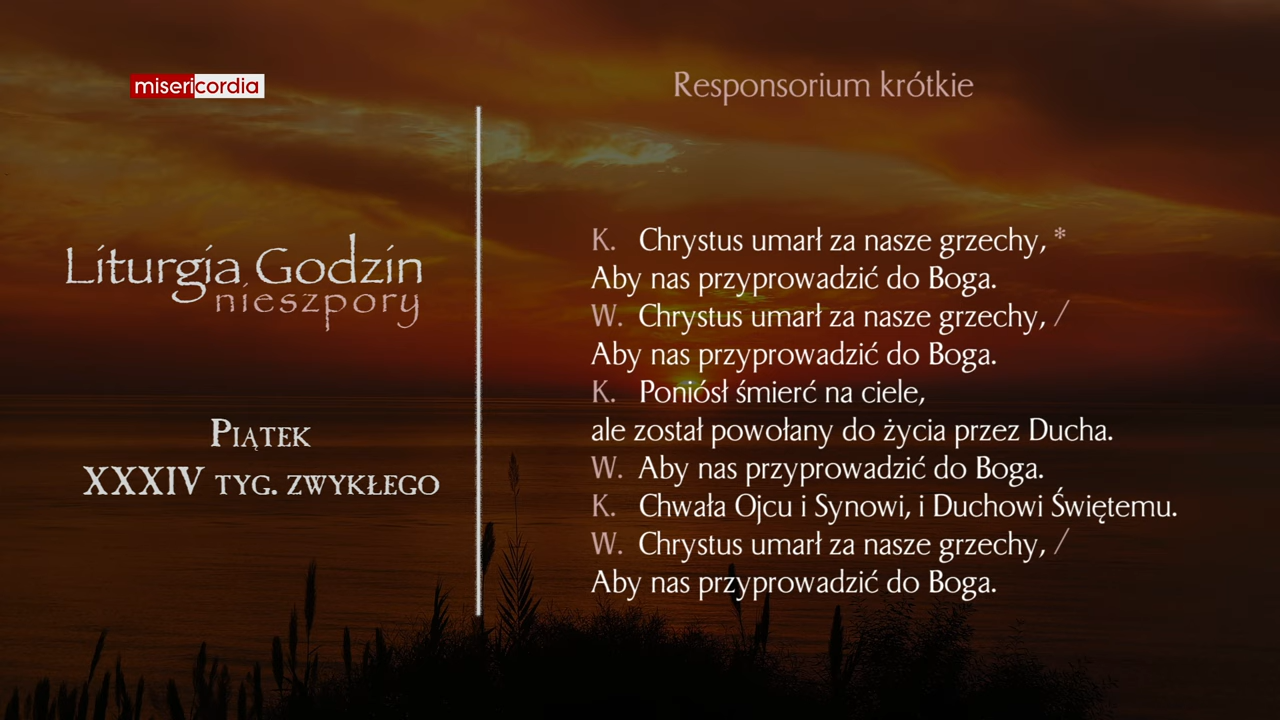 misericordia
Responsorium krótkie
Liturgia Godzin
nieszpory
Piątek
XXXIV tyg. zwykłego
K. Chrystus umarł za nasze grzechy, *
Aby nas przyprowadzić do Boga.
W. Chrystus umarł za nasze grzechy, /
Aby nas przyprowadzić do Boga.
K. Poniósł śmierć na ciele,
ale został powołany do życia przez Ducha.
W. Aby nas przyprowadzić do Boga.
K. Chwała Ojcu i Synowi, i Duchowi Świętemu.
W. Chrystus umarł za nasze grzechy, /
Aby nas przyprowadzić do Boga.